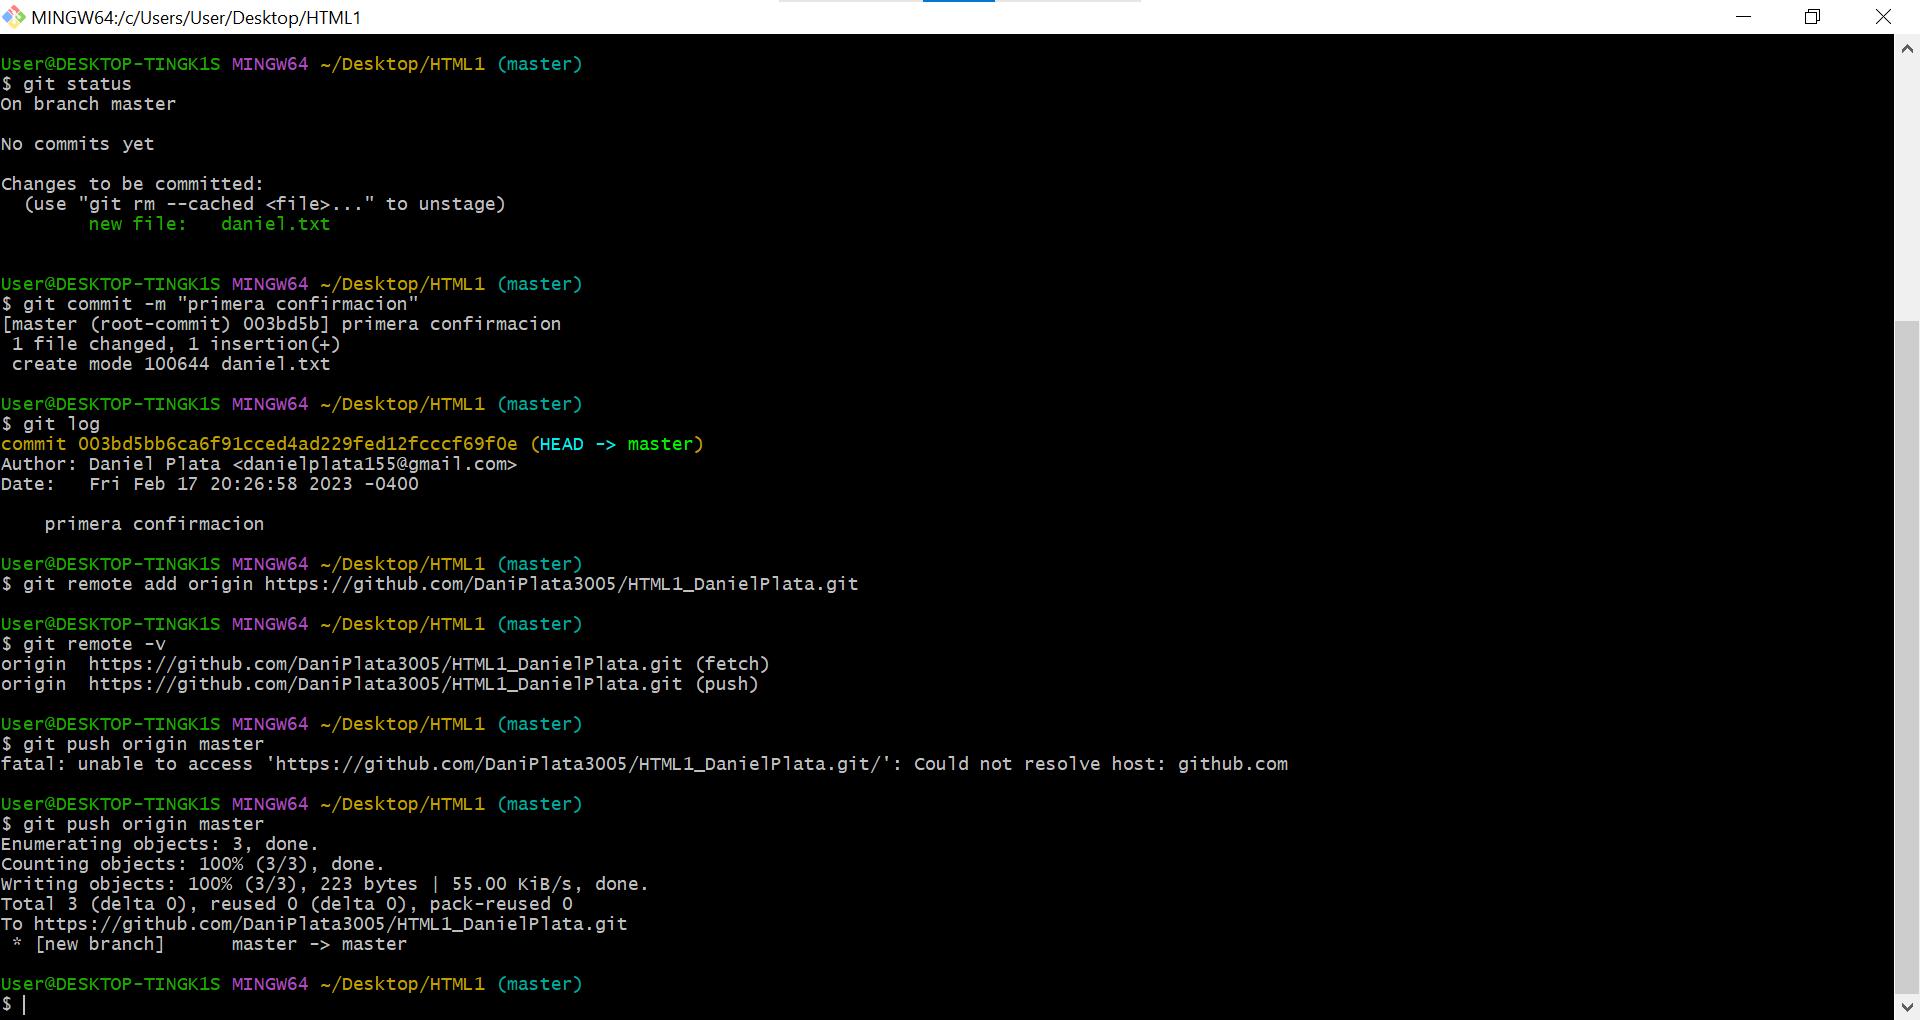 MINGW64:/c/Users/User/Desktop/HTML1
User@DESKTOP-TINGK1S MINGW64 ~/Desktop/HTML1 (master)
$ git status
On branch master
No commits yet
Changes to be committed:
  (use "git rm --cached <file>..." to unstage)
        new file:   daniel.txt
User@DESKTOP-TINGK1S MINGW64 ~/Desktop/HTML1 (master)
$ git commit -m "primera confirmacion"
[master (root-commit) 003bd5b] primera confirmacion
 1 file changed, 1 insertion(+)
 create mode 100644 daniel.txt
User@DESKTOP-TINGK1S MINGW64 ~/Desktop/HTML1 (master)
$ git log
commit 003bd5bb6ca6f91cced4ad229fed12fcccf69f0e (HEAD -> master)
Author: Daniel Plata <danielplata155@gmail.com>
Date:   Fri Feb 17 20:26:58 2023 -0400
    primera confirmacion
User@DESKTOP-TINGK1S MINGW64 ~/Desktop/HTML1 (master)
$ git remote add origin https://github.com/DaniPlata3005/HTML1_DanielPlata.git
User@DESKTOP-TINGK1S MINGW64 ~/Desktop/HTML1 (master)
$ git remote -v
origin  https://github.com/DaniPlata3005/HTML1_DanielPlata.git (fetch)
origin  https://github.com/DaniPlata3005/HTML1_DanielPlata.git (push)
User@DESKTOP-TINGK1S MINGW64 ~/Desktop/HTML1 (master)
$ git push origin master
fatal: unable to access 'https://github.com/DaniPlata3005/HTML1_DanielPlata.git/': Could not resolve host: github.com
User@DESKTOP-TINGK1S MINGW64 ~/Desktop/HTML1 (master)
$ git push origin master
Enumerating objects: 3, done.
Counting objects: 100% (3/3), done.
Writing objects: 100% (3/3), 223 bytes | 55.00 KiB/s, done.
Total 3 (delta 0), reused 0 (delta 0), pack-reused 0
To https://github.com/DaniPlata3005/HTML1_DanielPlata.git
 * [new branch]      master -> master
User@DESKTOP-TINGK1S MINGW64 ~/Desktop/HTML1 (master)
$